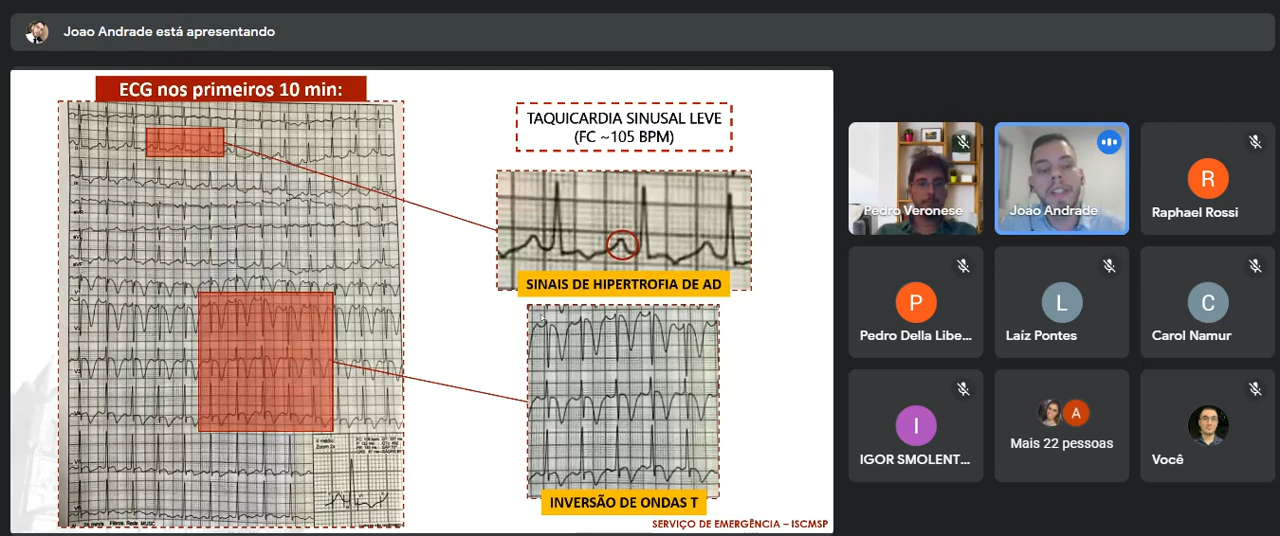 Joao Andrade está apresentando
ECG nos primeiros 10 min:
TAQUICARDIA SINUSAL LEVE
(FC ~105 BPM)
SINAIS DE HIPERTROFIA DE AD
INVERSÃO DE ONDAS T
SERVIÇO DE EMERGÊNCIA – ISCMSP
Pedro Veronese
Joao Andrade
R
Raphael Rossi
P
Pedro Della Libe...
L
Laíz Pontes
C
Carol Namur
I
IGOR SMOLENT...
A
Mais 22 pessoas
Você